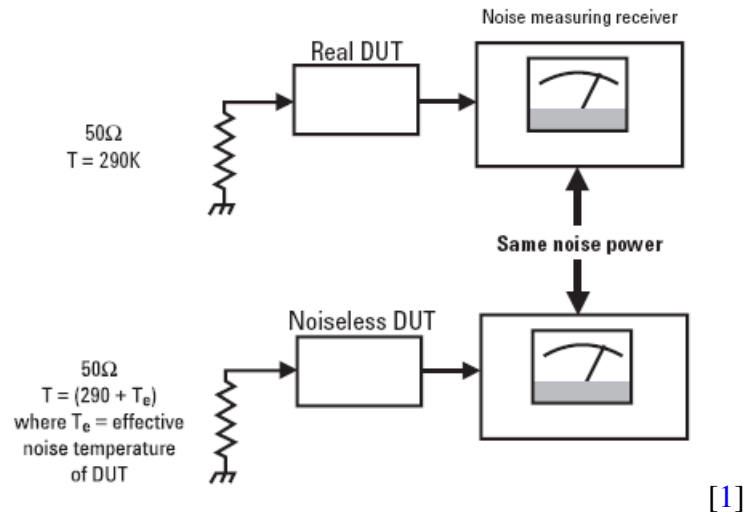 Noise measuring receiver
Real DUT
50Ω
T = 290K
Same noise power
Noiseless DUT
50Ω
T = (290 + Te)
where Te = effective
noise temperature
of DUT
[1]